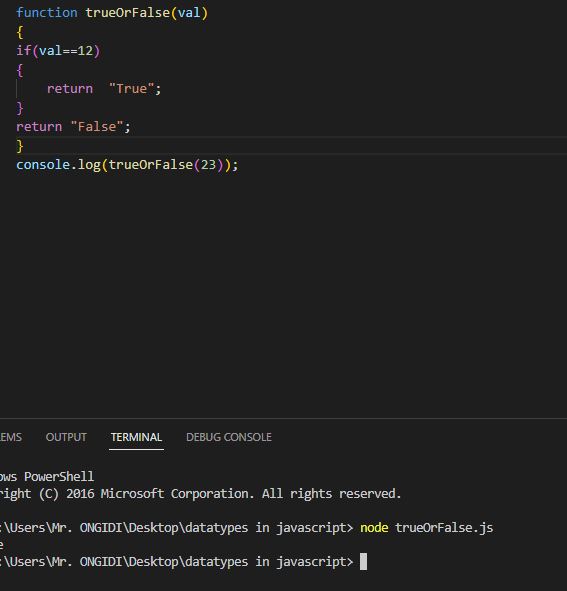 function trueOrFalse(val)
{
if(val==12)
{
return "True";
}
return "False";
}
console.log(trueOrFalse(23));
EMS OUTPUT TERMINAL DEBUG CONSOLE
ows PowerShell
right (C) 2016 Microsoft Corporation. All rights reserved.
:\Users\Mr. ONGIDI\Desktop\datatypes in javascript> node trueOrFalse.js
e
:\Users\Mr. ONGIDI\Desktop\datatypes in javascript>